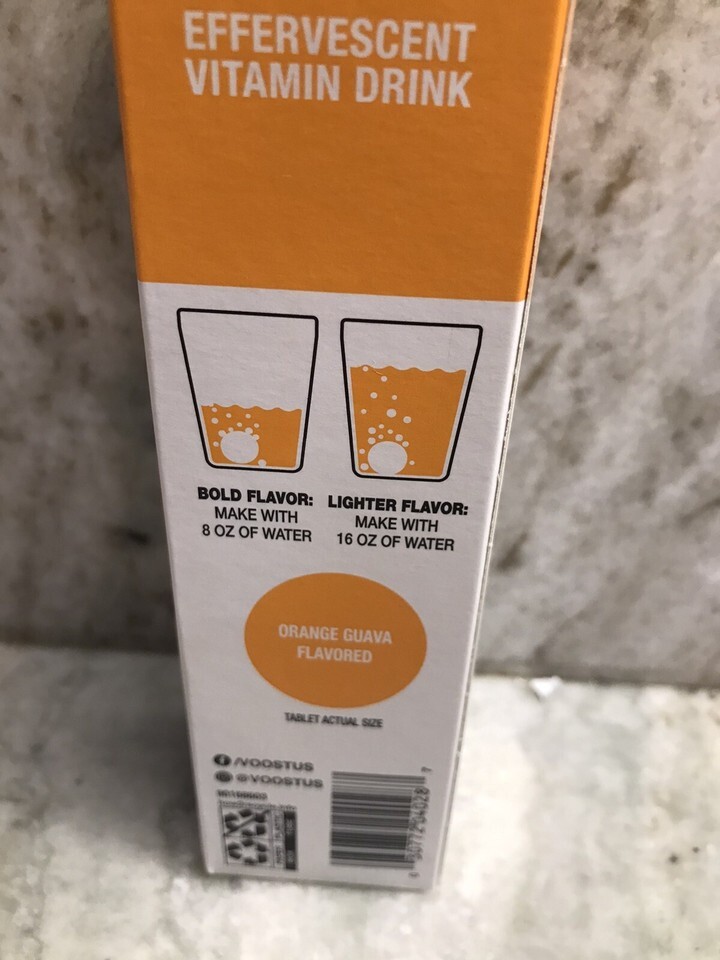 EFFERVESCENT
VITAMIN DRINK
BOLD FLAVOR:
MAKE WITH
8 OZ OF WATER
LIGHTER FLAVOR:
MAKE WITH
16 OZ OF WATER
ORANGE GUAVA
FLAVORED
TABLET ACTUAL SIZE
/VOOSTUS
@VOOSTUS